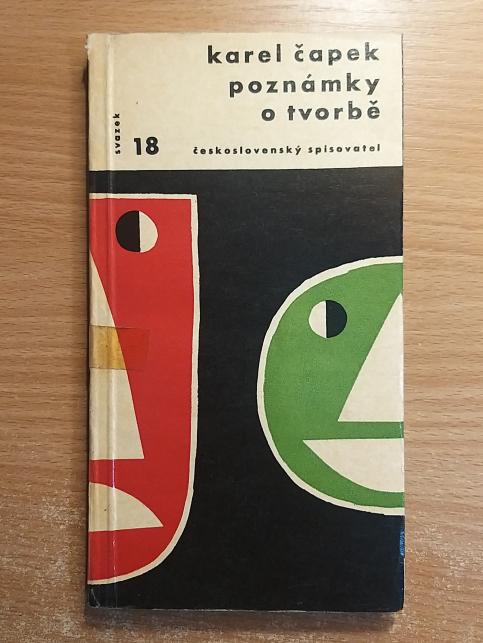 karel čapek
poznámky
o tvorbě
svazek
18
československý spisovatel